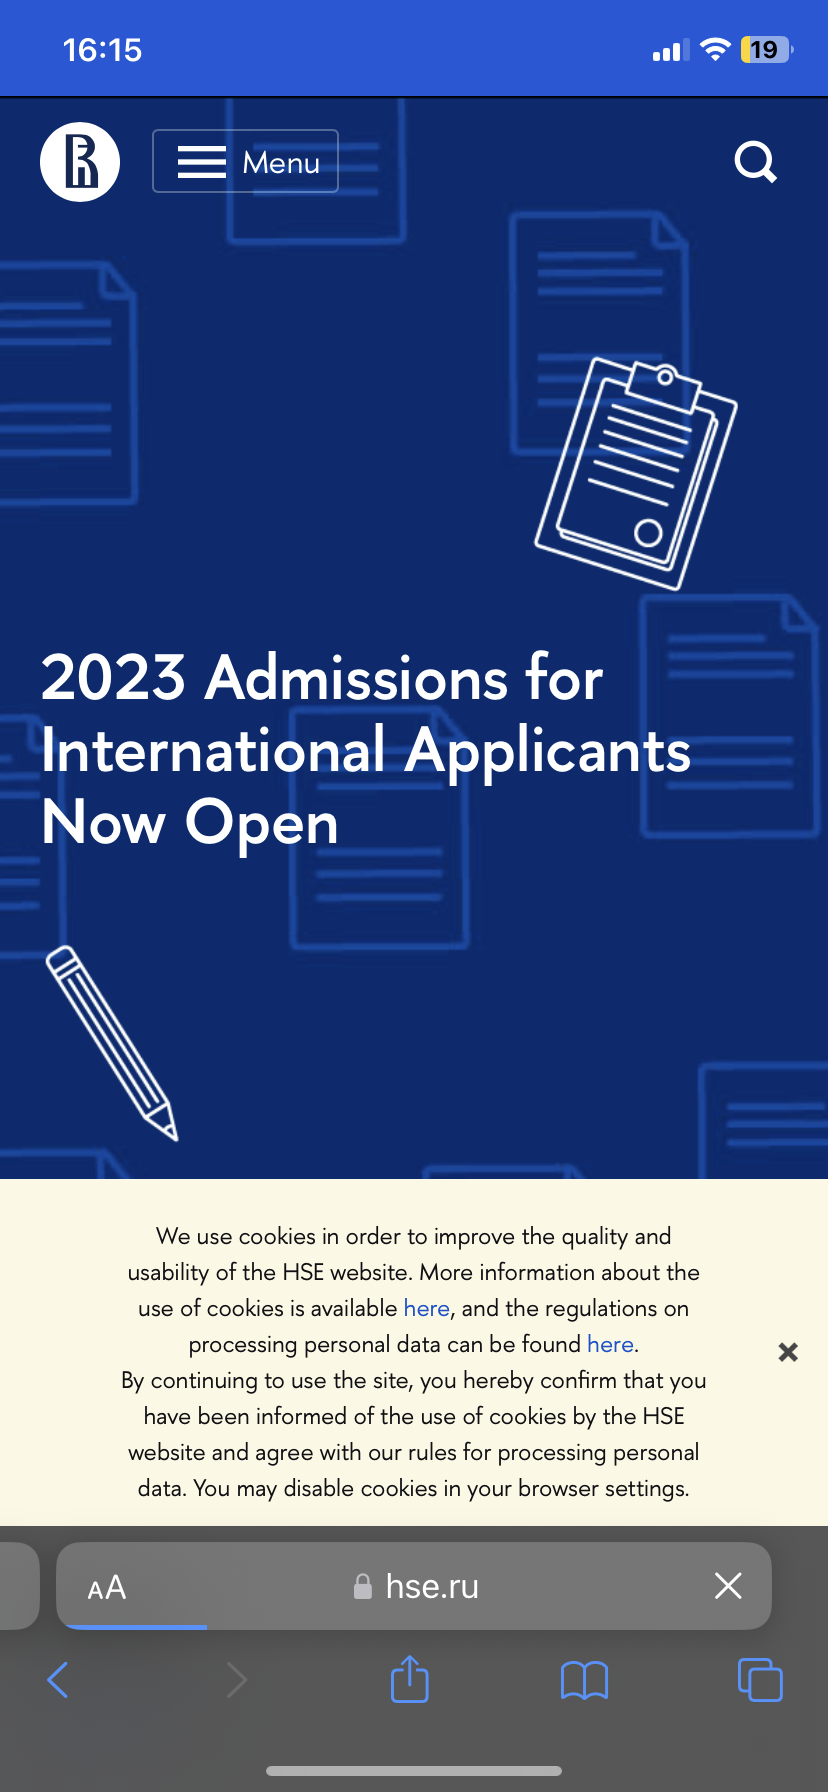 16:15
19
Menu
2023 Admissions for
International Applicants
Now Open
We use cookies in order to improve the quality and
usability of the HSE website. More information about the
use of cookies is available here, and the regulations on
processing personal data can be found here.
By continuing to use the site, you hereby confirm that you
have been informed of the use of cookies by the HSE
website and agree with our rules for processing personal
data. You may disable cookies in your browser settings.
AA
hse.ru